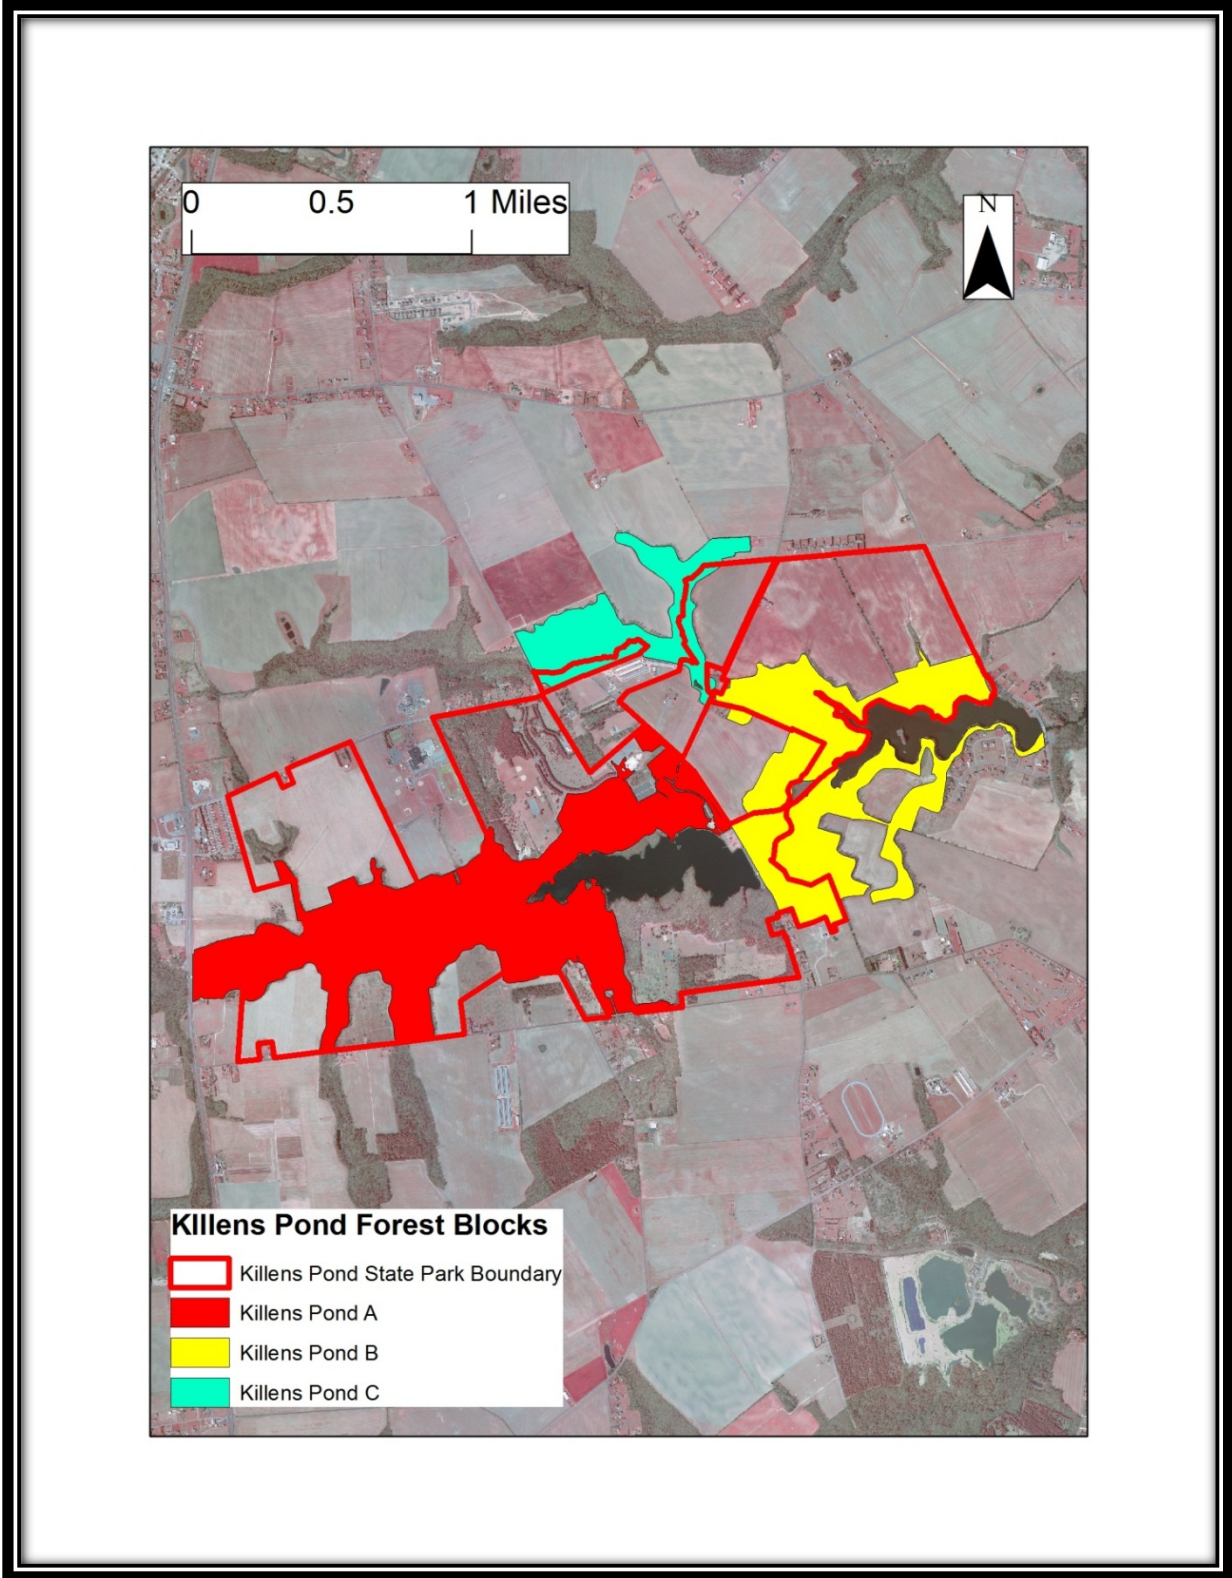 0 0.5 1 Miles
N
KIllens Pond Forest Blocks
Killens Pond State Park Boundary
Killens Pond A
Killens Pond B
Killens Pond C